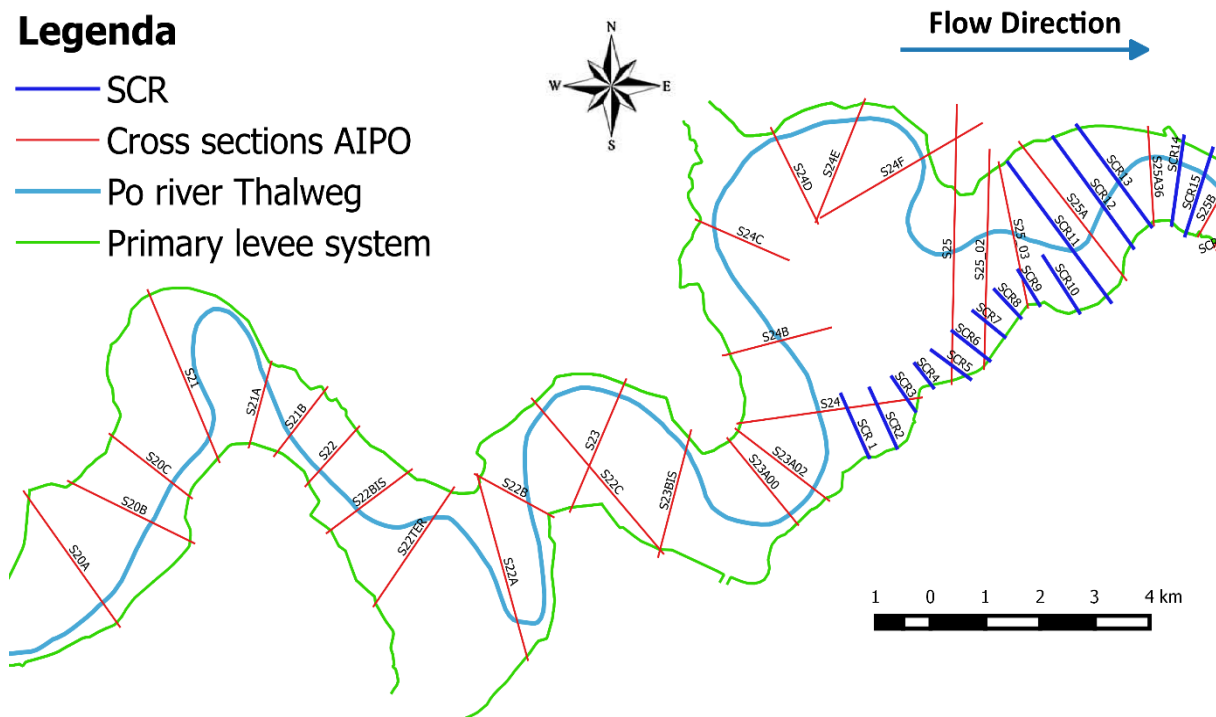 Legenda
SCR
Cross sections AIPO
Po river Thalweg
Primary levee system
N
W
E
S
Flow Direction
S20A
S20B
S20C
S21
S21A
S21B
S22
S22BIS
S22TER
S22A
S22B
S22C
S23
S23BIS
S23A00
S23A02
S24
S24B
S24C
S24D
S24E
S24F
S25
S25_02
S25_03
S25A
S25A36
S25B
SCR 1
SCR2
SCR3
SCR4
SCR5
SCR6
SCR7
SCR8
SCR9
SCR10
SCR11
SCR12
SCR13
SCR14
SCR15
1 0 1 2 3 4 km